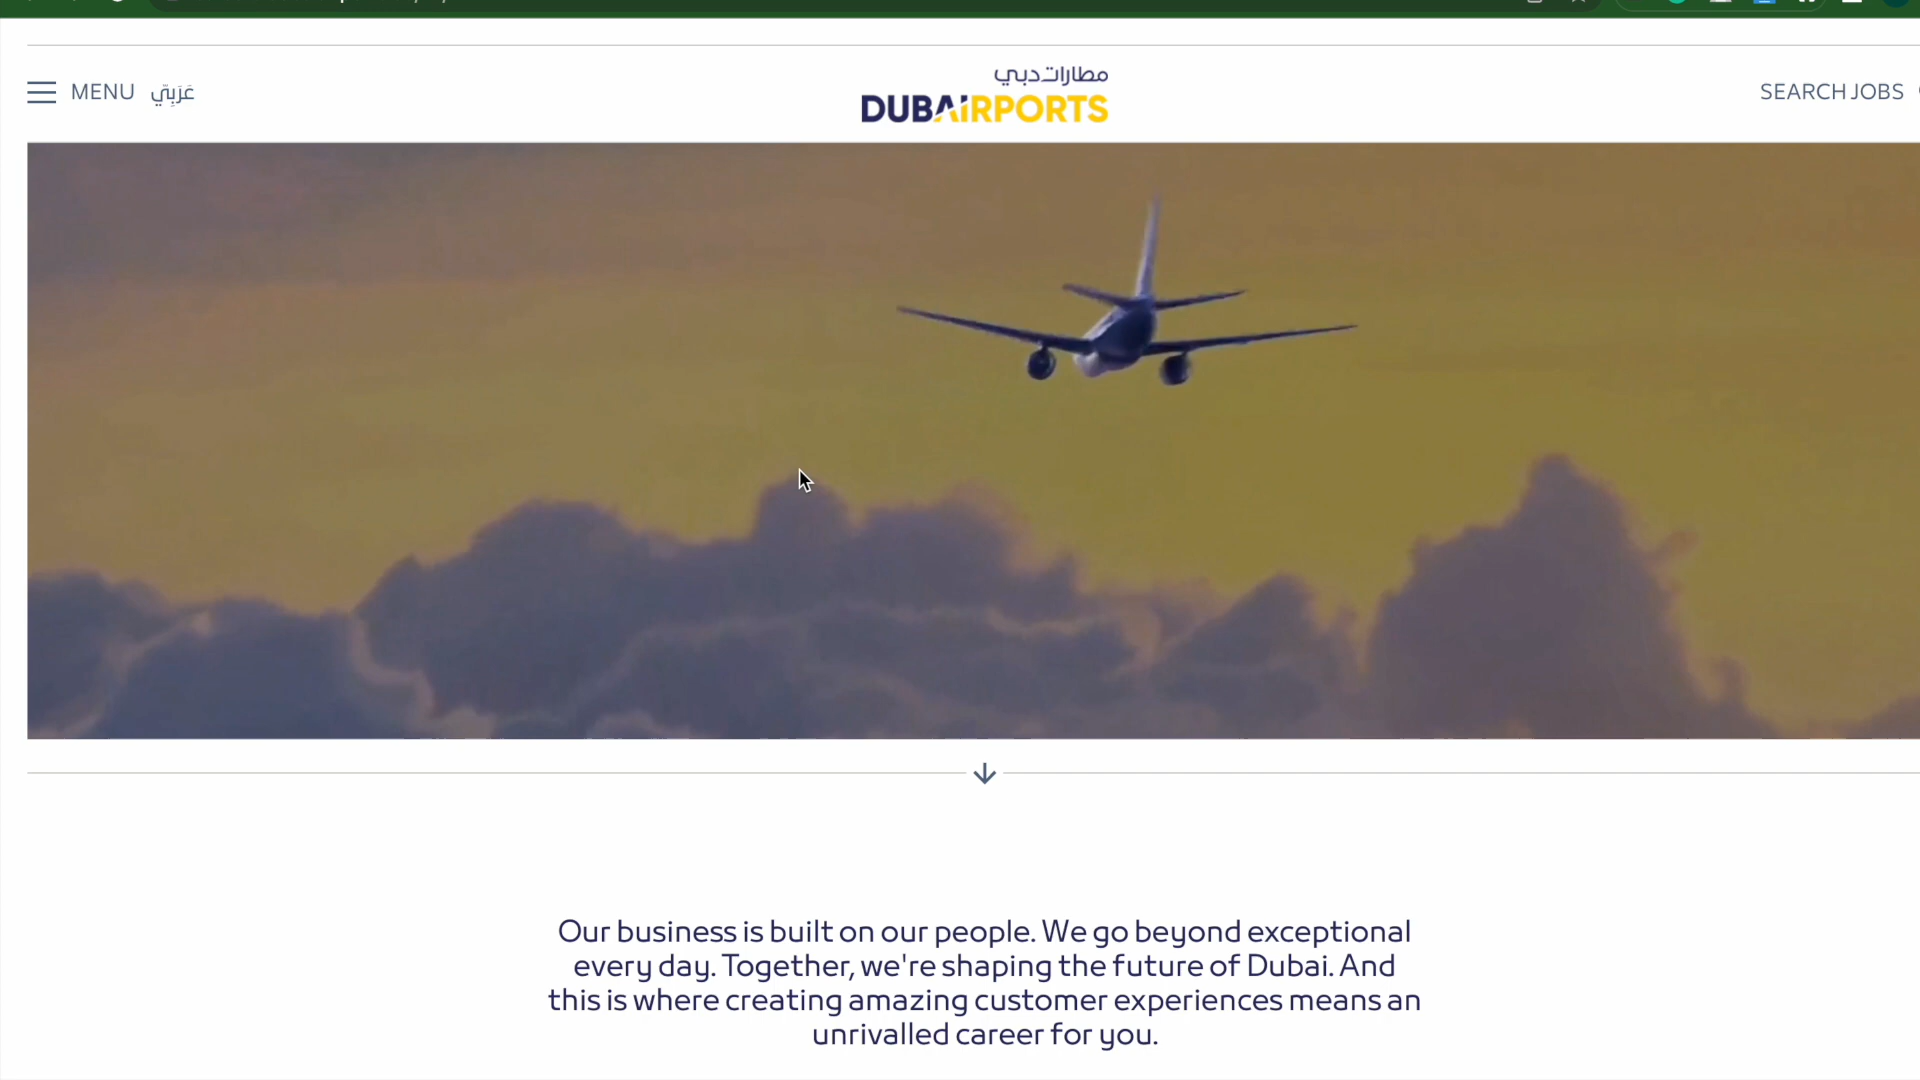 MENU عَرَبِيّ
مطارات دبي
DUBAiRPORTS
SEARCH JOBS
Our business is built on our people. We go beyond exceptional
every day. Together, we're shaping the future of Dubai. And
this is where creating amazing customer experiences means an
unrivalled career for you.